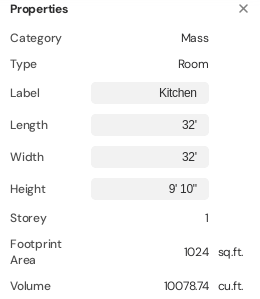 Properties ×
Category Mass
Type Room
Label Kitchen
Length 32'
Width 32'
Height 9' 10"
Storey 1
Footprint Area 1024 sq.ft.
Volume 10078.74 cu.ft.